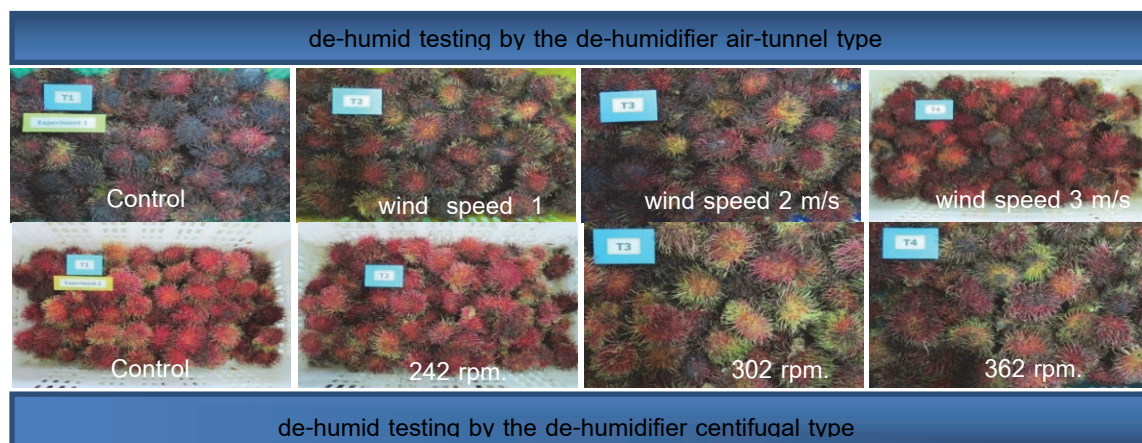 de-humid testing by the de-humidifier air-tunnel type
T1
Experiment 1
Control
T2
wind speed 1
T3
wind speed 2 m/s
T4
wind speed 3 m/s
T1
Experiment 2
Control
T2
242 rpm.
T3
302 rpm.
T4
362 rpm.
de-humid testing by the de-humidifier centifugal type